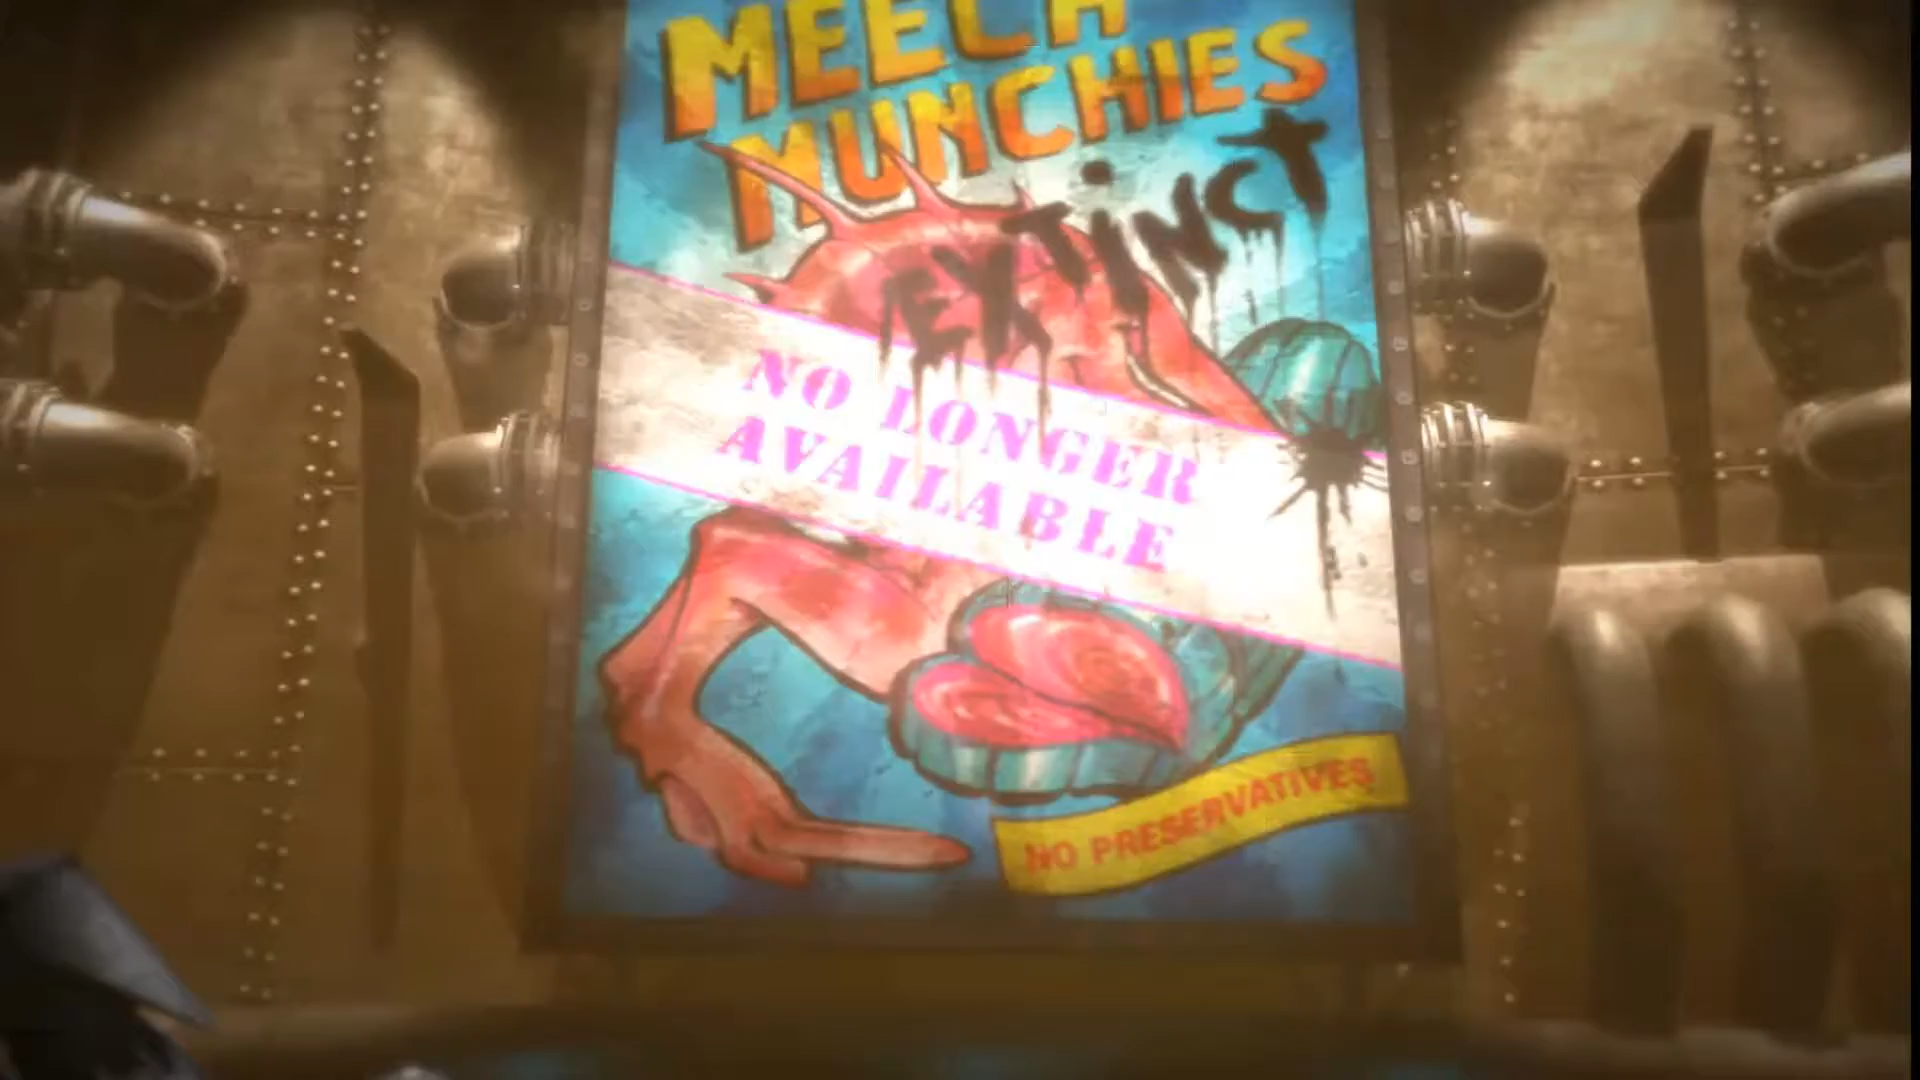 MEECH
MUNCHIES
EXTINCT
NO LONGER
AVAILABLE
NO PRESERVATIVES